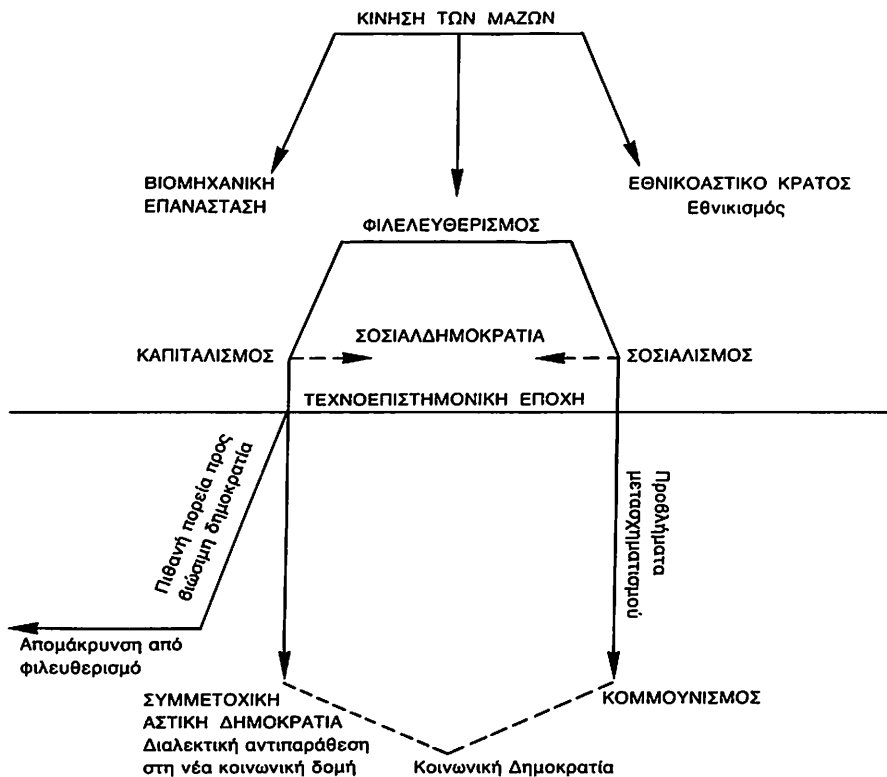 ΚΙΝΗΣΗ ΤΩΝ ΜΑΖΩΝ
ΒΙΟΜΗΧΑΝΙΚΗ
ΕΠΑΝΑΣΤΑΣΗ
ΕΘΝΙΚΟΑΣΤΙΚΟ ΚΡΑΤΟΣ
Εθνικισμός
ΦΙΛΕΛΕΥΘΕΡΙΣΜΟΣ
ΣΟΣΙΑΛΔΗΜΟΚΡΑΤΙΑ
ΚΑΠΙΤΑΛΙΣΜΟΣ
ΣΟΣΙΑΛΙΣΜΟΣ
ΤΕΧΝΟΕΠΙΣΤΗΜΟΝΙΚΗ ΕΠΟΧΗ
Πιθανή πορεία προς
βιώσιμη δημοκρατία
Προβλήματα
μετασχηματισμού
Απομάκρυνση από
φιλευθερισμό
ΣΥΜΜΕΤΟΧΙΚΗ
ΑΣΤΙΚΗ ΔΗΜΟΚΡΑΤΙΑ
Διαλεκτική αντιπαράθεση
στη νέα κοινωνική δομή
ΚΟΜΜΟΥΝΙΣΜΟΣ
Κοινωνική Δημοκρατία